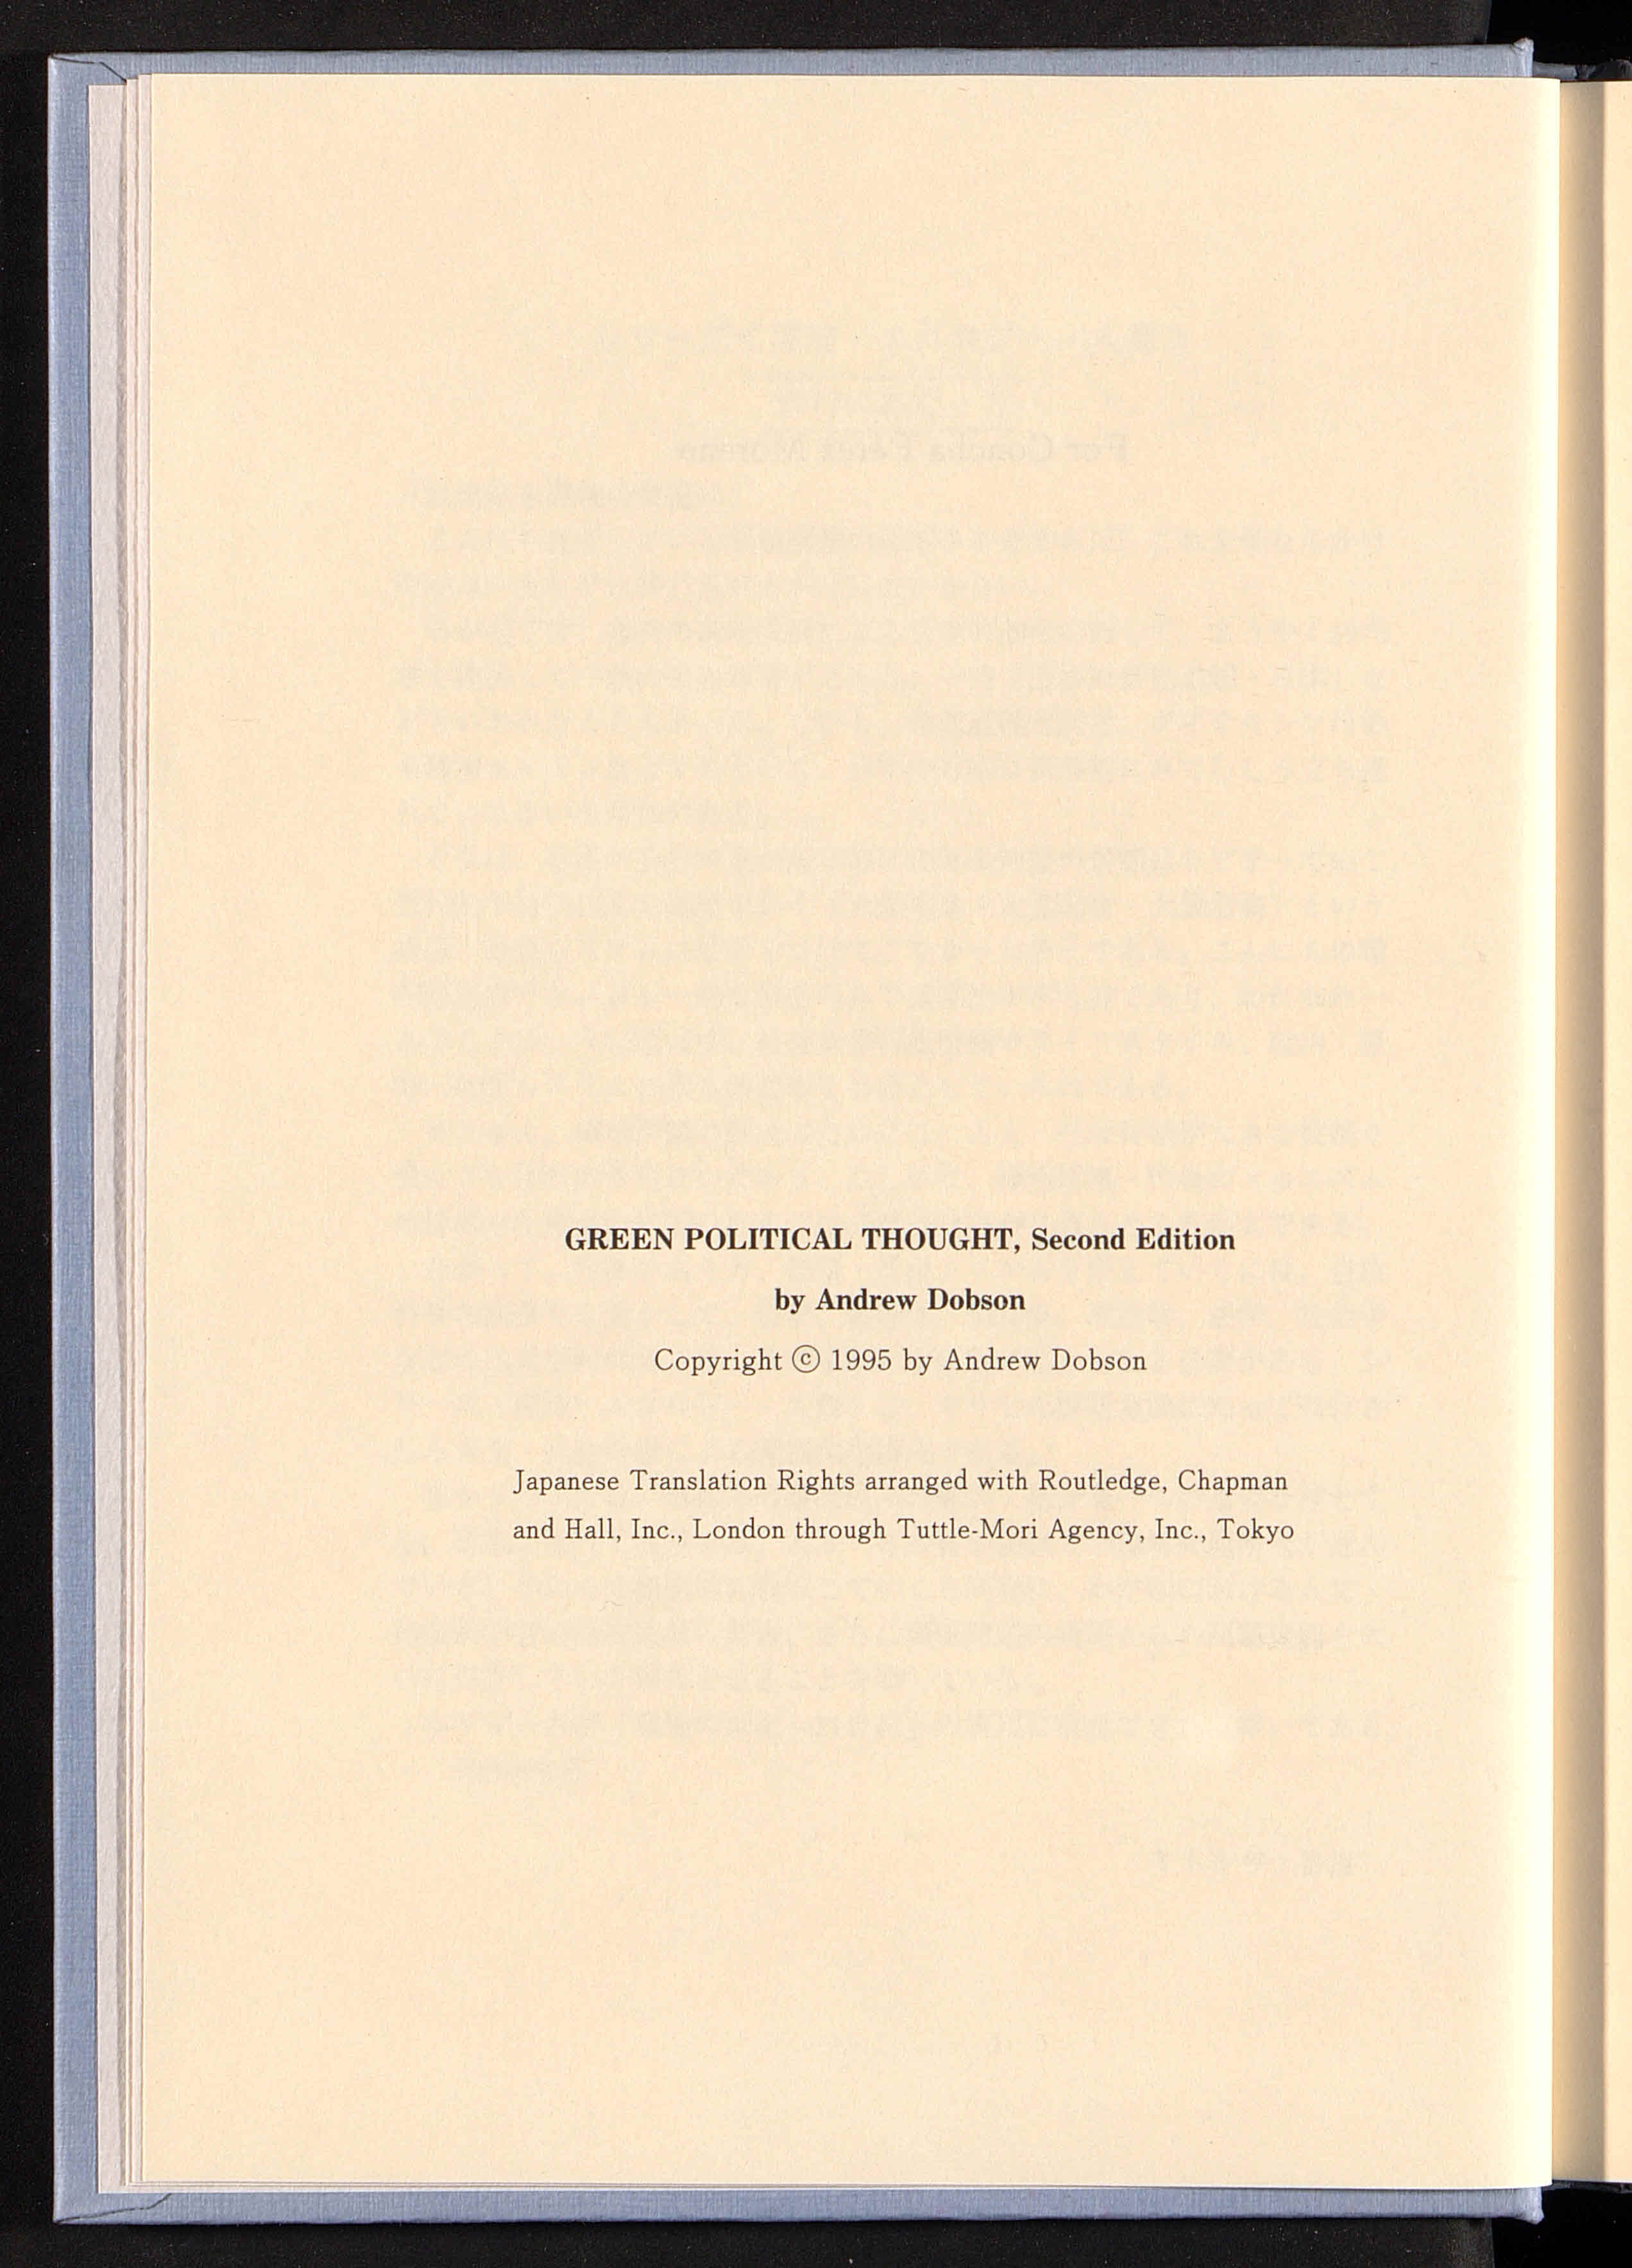 GREEN POLITICAL THOUGHT, Second Edition
by Andrew Dobson
Copyright © 1995 by Andrew Dobson
Japanese Translation Rights arranged with Routledge, Chapman
and Hall, Inc., London through Tuttle-Mori Agency, Inc., Tokyo